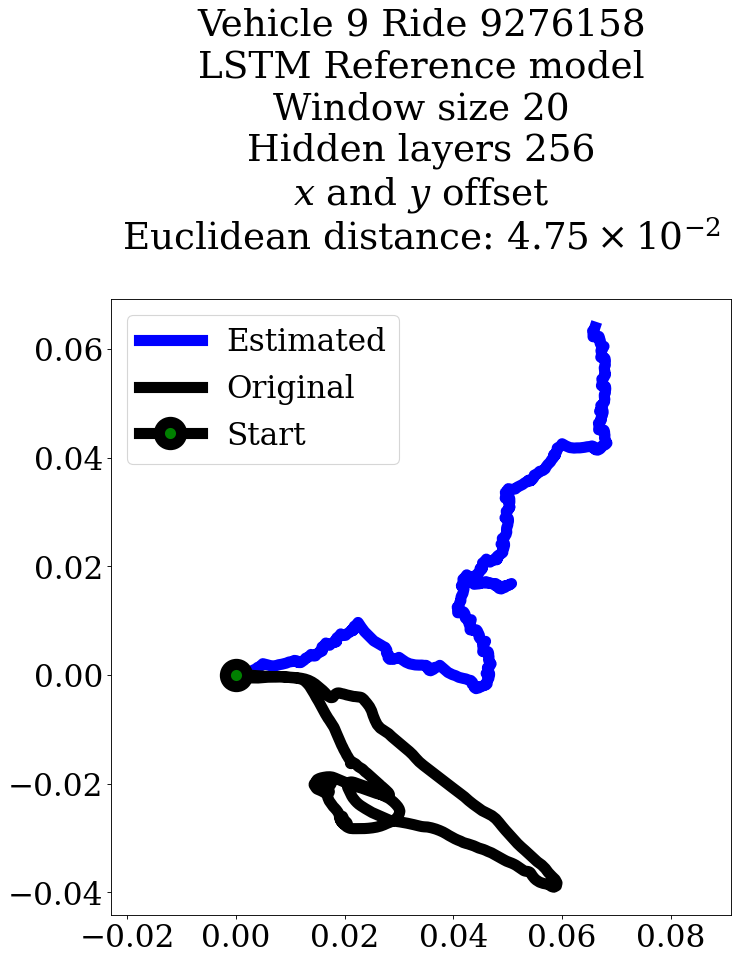 Vehicle 9 Ride 9276158
LSTM Reference model
Window size 20
Hidden layers 256
x and y offset
Euclidean distance: 4.75 × 10⁻²
Estimated
Original
Start
0.06
0.04
0.02
0.00
−0.02
−0.04
−0.02 0.00 0.02 0.04 0.06 0.08